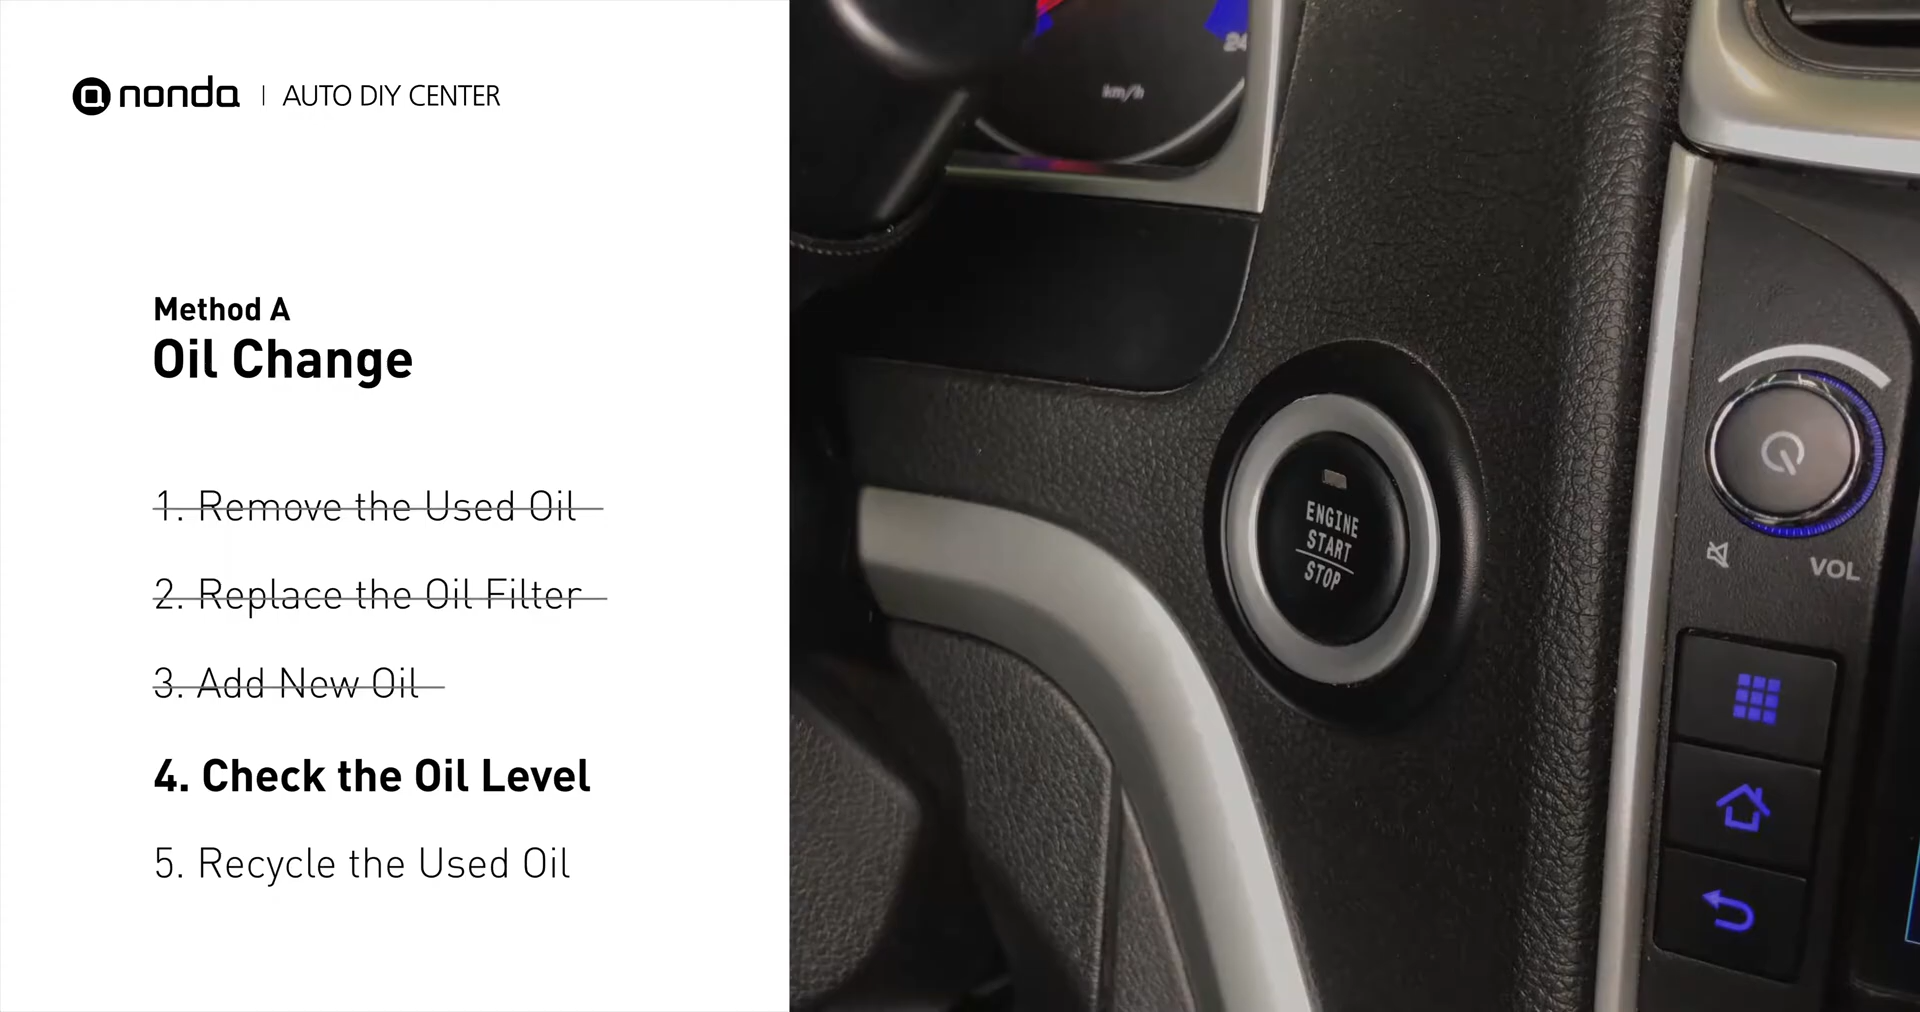 nonda | AUTO DIY CENTER
Method A
Oil Change
1. Remove the Used Oil
2. Replace the Oil Filter
3. Add New Oil
4. Check the Oil Level
5. Recycle the Used Oil
km/h
ENGINE
START
STOP
VOL